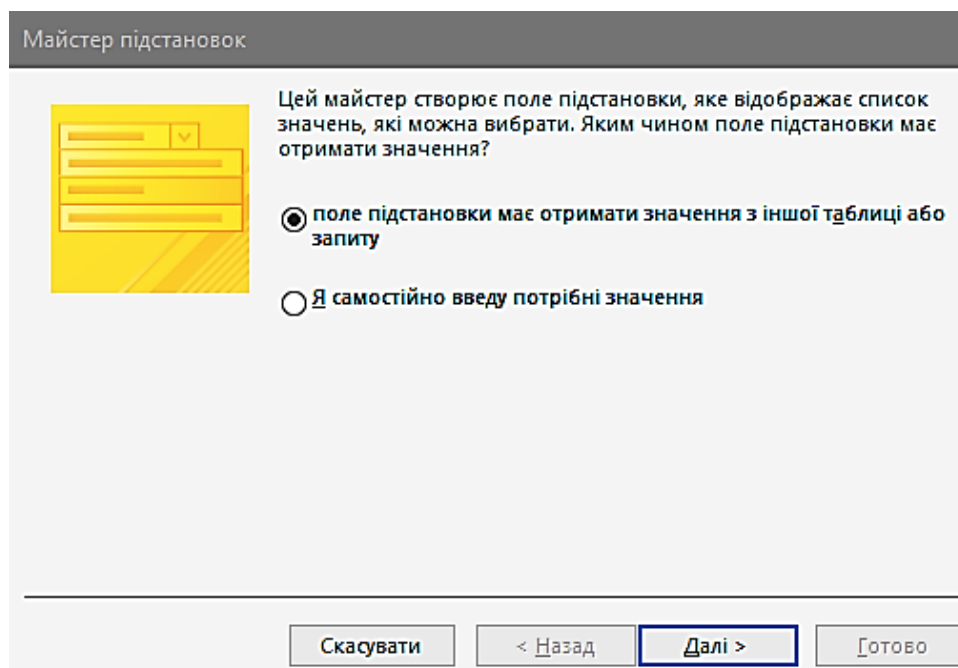 Майстер підстановок
Цей майстер створює поле підстановки, яке відображає список
значень, які можна вибрати. Яким чином поле підстановки має
отримати значення?
поле підстановки має отримати значення з іншої таблиці або
запиту
Я самостійно введу потрібні значення
Скасувати
< Назад
Далі >
Готово